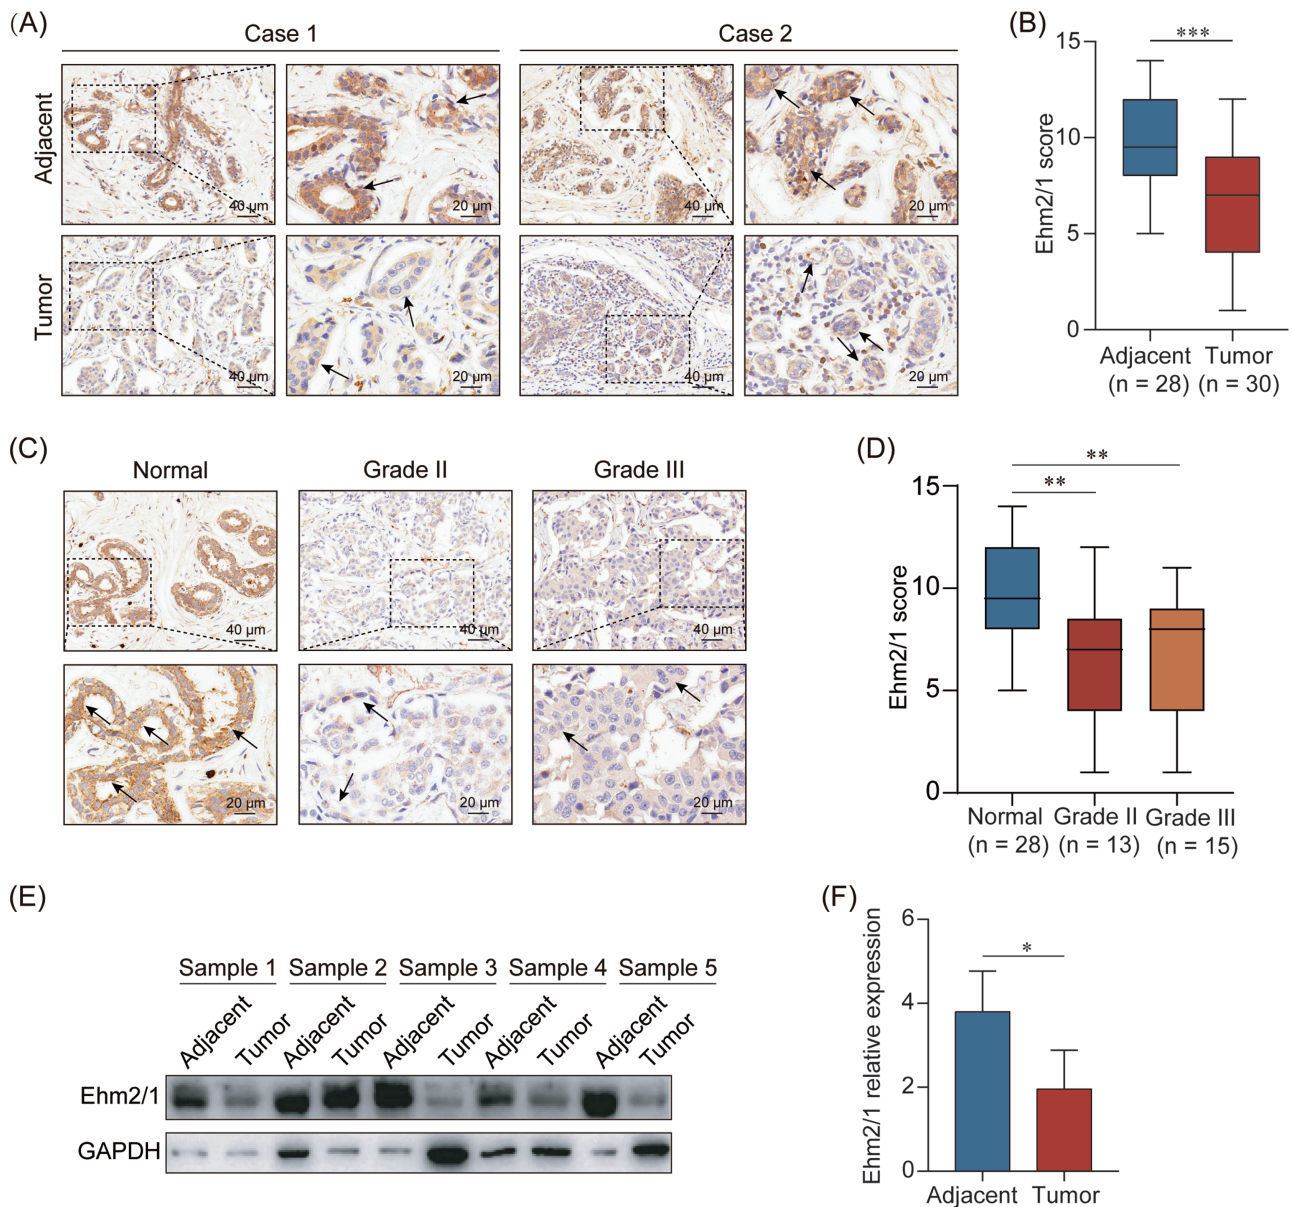 (A)
Case 1
Case 2
Adjacent
40 μm
20 μm
40 μm
20 μm
Tumor
40 μm
20 μm
40 μm
20 μm
(B)
***
15
10
5
0
Ehm2/1 score
Adjacent
(n = 28)
Tumor
(n = 30)
(C)
Normal
Grade II
Grade III
40 μm
40 μm
40 μm
20 μm
20 μm
20 μm
(D)
**
**
15
10
5
0
Ehm2/1 score
Normal
(n = 28)
Grade II
(n = 13)
Grade III
(n = 15)
(E)
Sample 1
Sample 2
Sample 3
Sample 4
Sample 5
Adjacent
Tumor
Adjacent
Tumor
Adjacent
Tumor
Adjacent
Tumor
Adjacent
Tumor
Ehm2/1
GAPDH
(F)
*
6
4
2
0
Ehm2/1 relative expression
Adjacent
Tumor